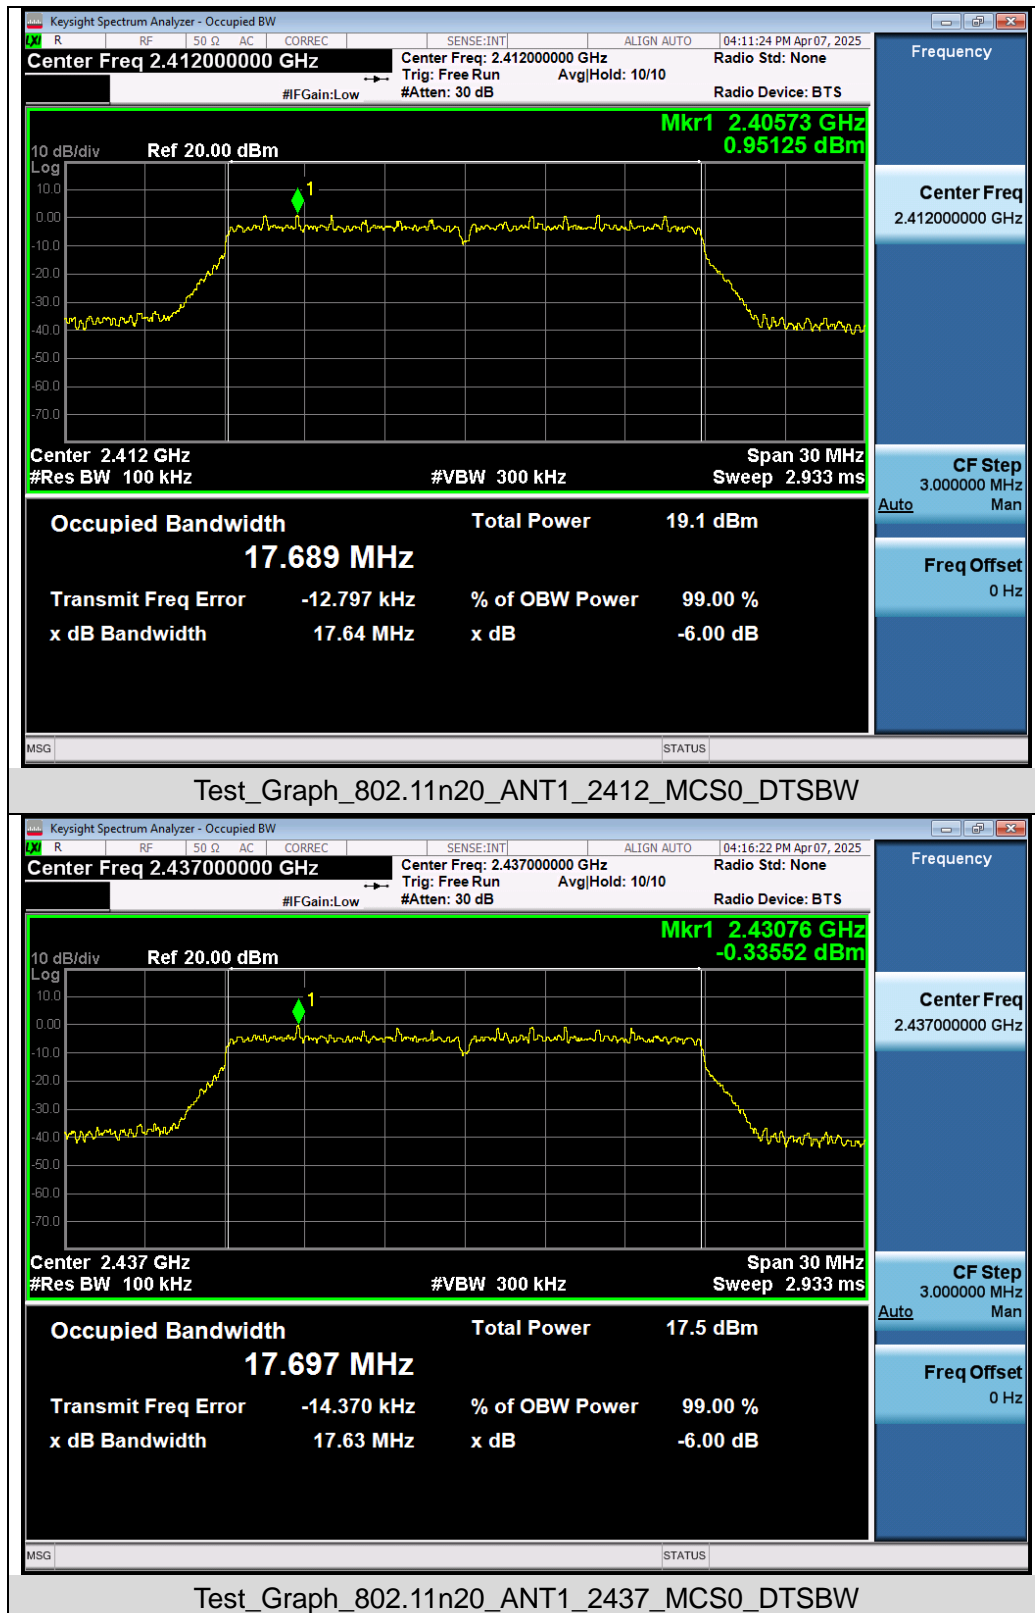 Keysight Spectrum Analyzer - Occupied BW
LXI R RF 50 Ω AC CORREC SENSE:INT ALIGN AUTO 04:11:24 PM Apr 07, 2025
Center Freq 2.412000000 GHz
Center Freq: 2.412000000 GHz
Radio Std: None
Trig: Free Run Avg|Hold: 10/10
#IFGain:Low
#Atten: 30 dB
Radio Device: BTS
Frequency
Mkr1 2.40573 GHz
0.95125 dBm
10 dB/div Ref 20.00 dBm
Log
10.0
0.00
-10.0
-20.0
-30.0
-40.0
-50.0
-60.0
-70.0
1
Center Freq
2.412000000 GHz
Center 2.412 GHz Span 30 MHz
#Res BW 100 kHz #VBW 300 kHz Sweep 2.933 ms
CF Step
3.000000 MHz
Auto Man
Occupied Bandwidth Total Power 19.1 dBm
17.689 MHz
Freq Offset
0 Hz
Transmit Freq Error -12.797 kHz % of OBW Power 99.00 %
x dB Bandwidth 17.64 MHz x dB -6.00 dB
MSG STATUS
Test_Graph_802.11n20_ANT1_2412_MCS0_DTSBW
Keysight Spectrum Analyzer - Occupied BW
LXI R RF 50 Ω AC CORREC SENSE:INT ALIGN AUTO 04:16:22 PM Apr 07, 2025
Center Freq 2.437000000 GHz
Center Freq: 2.437000000 GHz
Radio Std: None
Trig: Free Run Avg|Hold: 10/10
#IFGain:Low
#Atten: 30 dB
Radio Device: BTS
Frequency
Mkr1 2.43076 GHz
-0.33552 dBm
10 dB/div Ref 20.00 dBm
Log
10.0
0.00
-10.0
-20.0
-30.0
-40.0
-50.0
-60.0
-70.0
1
Center Freq
2.437000000 GHz
Center 2.437 GHz Span 30 MHz
#Res BW 100 kHz #VBW 300 kHz Sweep 2.933 ms
CF Step
3.000000 MHz
Auto Man
Occupied Bandwidth Total Power 17.5 dBm
17.697 MHz
Freq Offset
0 Hz
Transmit Freq Error -14.370 kHz % of OBW Power 99.00 %
x dB Bandwidth 17.63 MHz x dB -6.00 dB
MSG STATUS
Test_Graph_802.11n20_ANT1_2437_MCS0_DTSBW